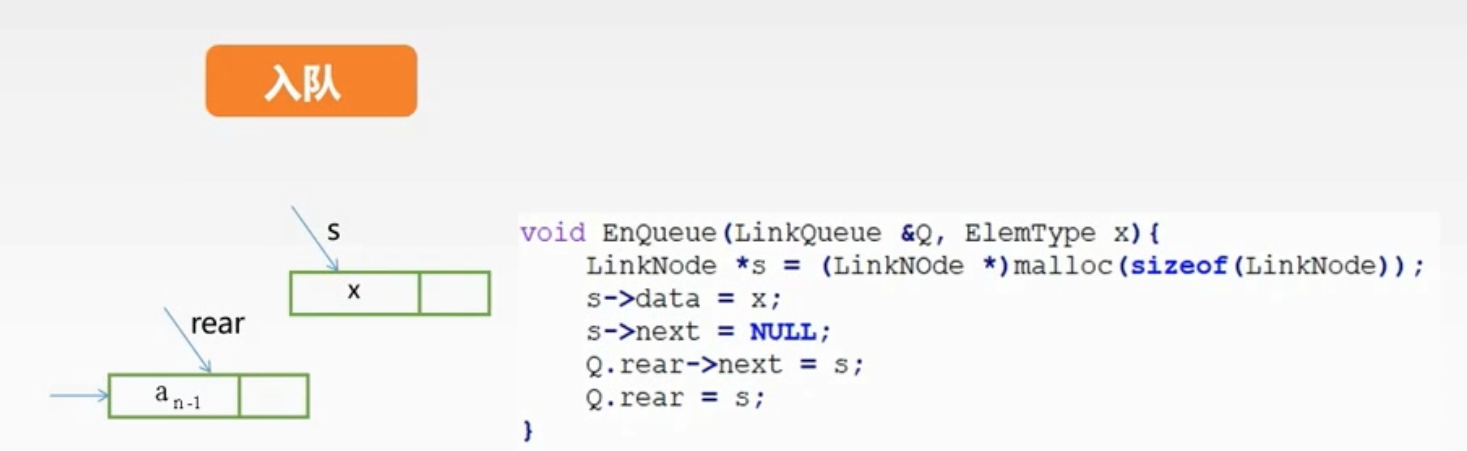 入队
s
x
rear
a n-1
void EnQueue(LinkQueue &Q, ElemType x){
LinkNode *s = (LinkNOde *)malloc(sizeof(LinkNode));
s->data = x;
s->next = NULL;
Q.rear->next = s;
Q.rear = s;
}